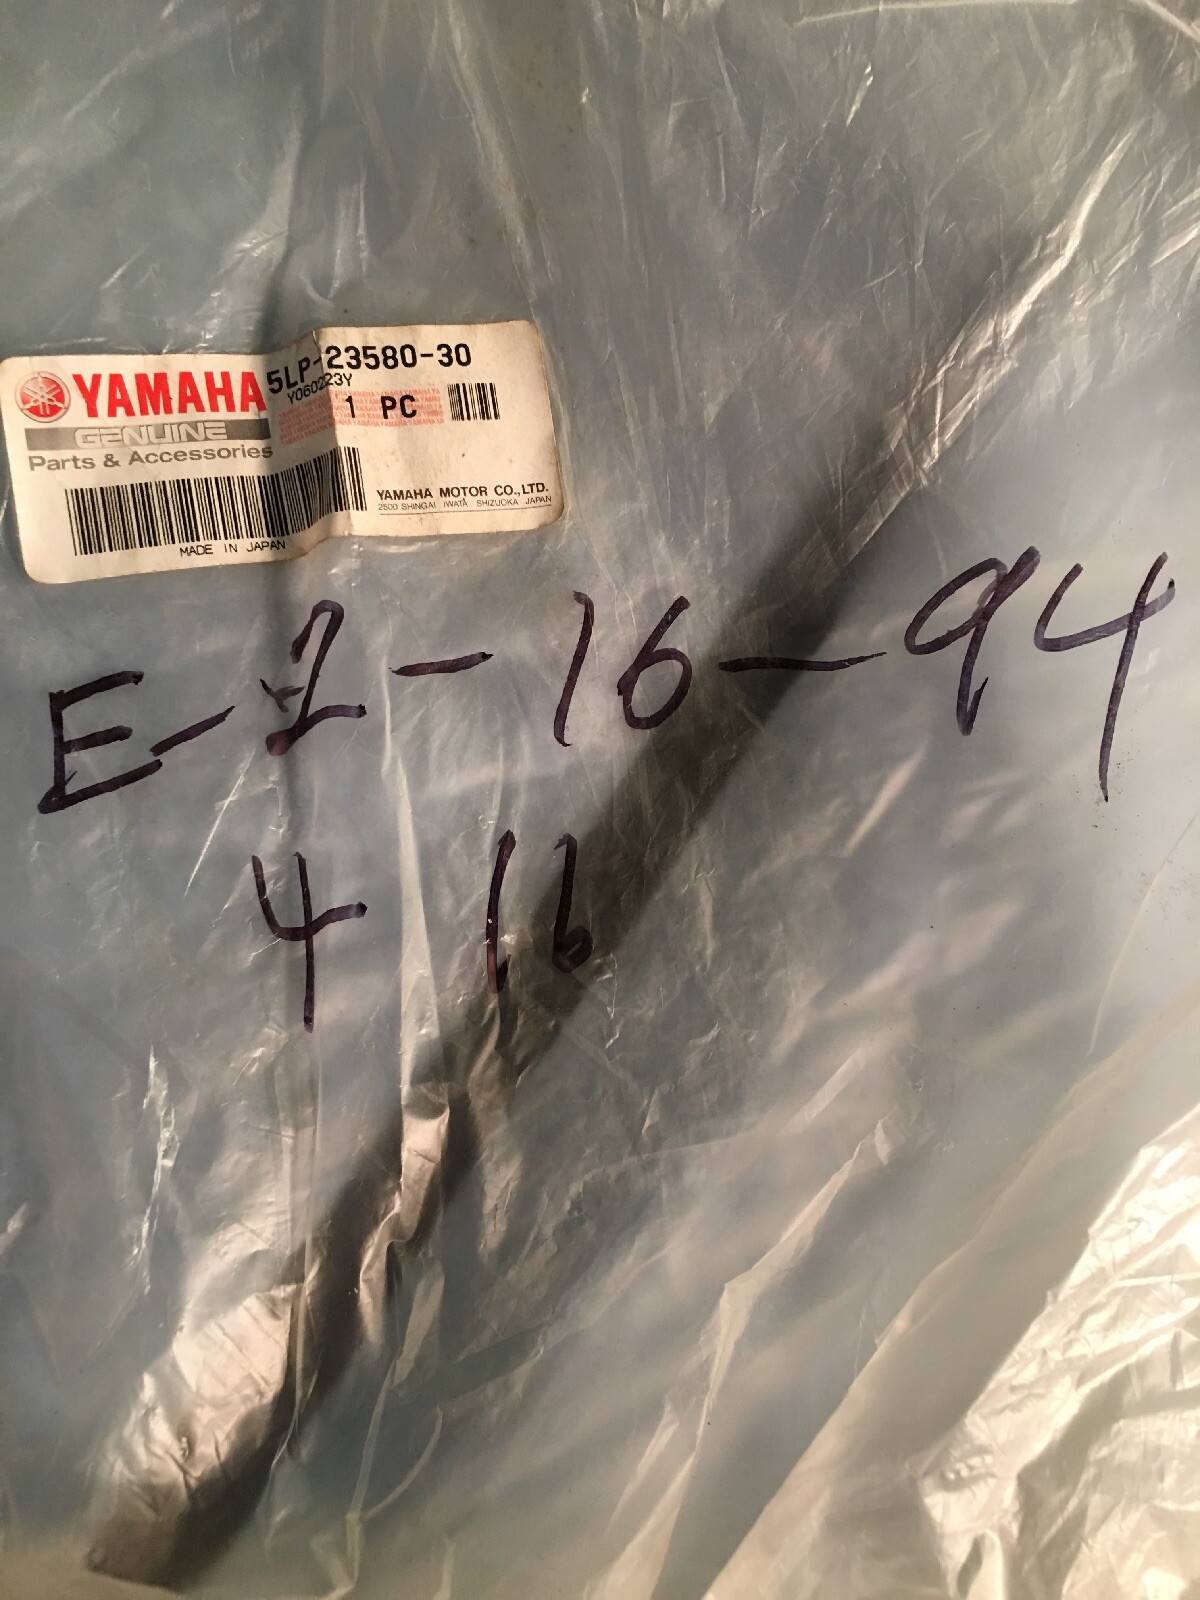 YAMAHA
5LP-23580-30
Y060223Y
1 PC
GENUINE
Parts & Accessories
YAMAHA MOTOR CO., LTD.
2500 SHINGAI IWATA SHIZUOKA JAPAN
MADE IN JAPAN
E-2-16-94
4 16